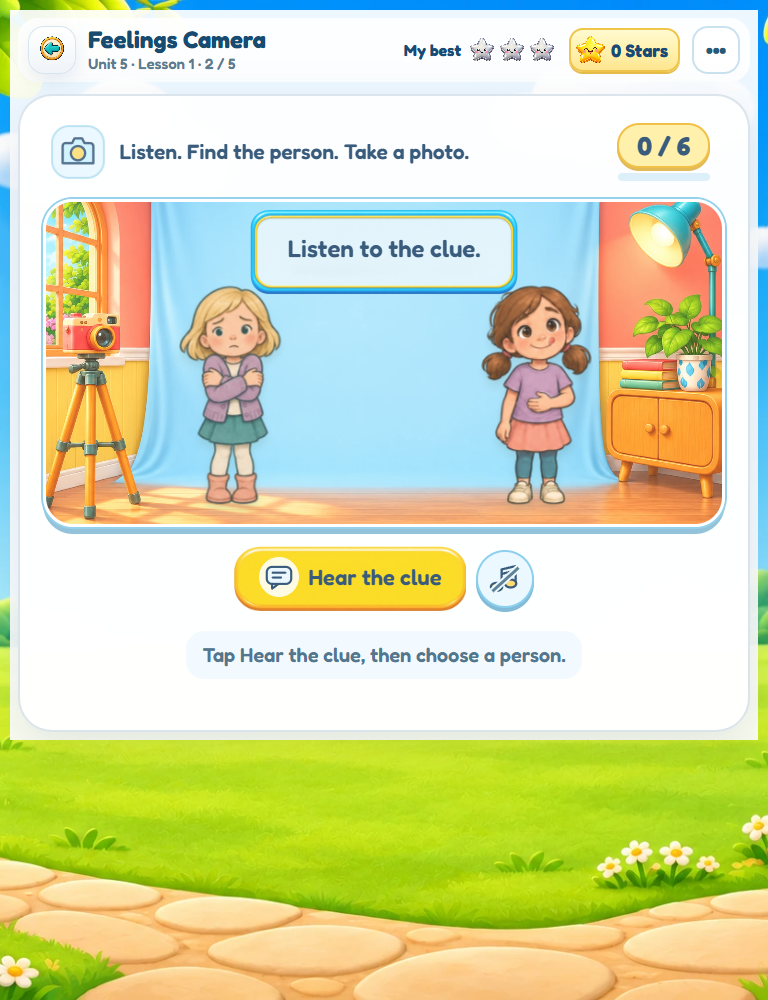 Feelings Camera
Unit 5 · Lesson 1 · 2 / 5
My best
0 Stars
Listen. Find the person. Take a photo.
0 / 6
Listen to the clue.
Hear the clue
Tap Hear the clue, then choose a person.